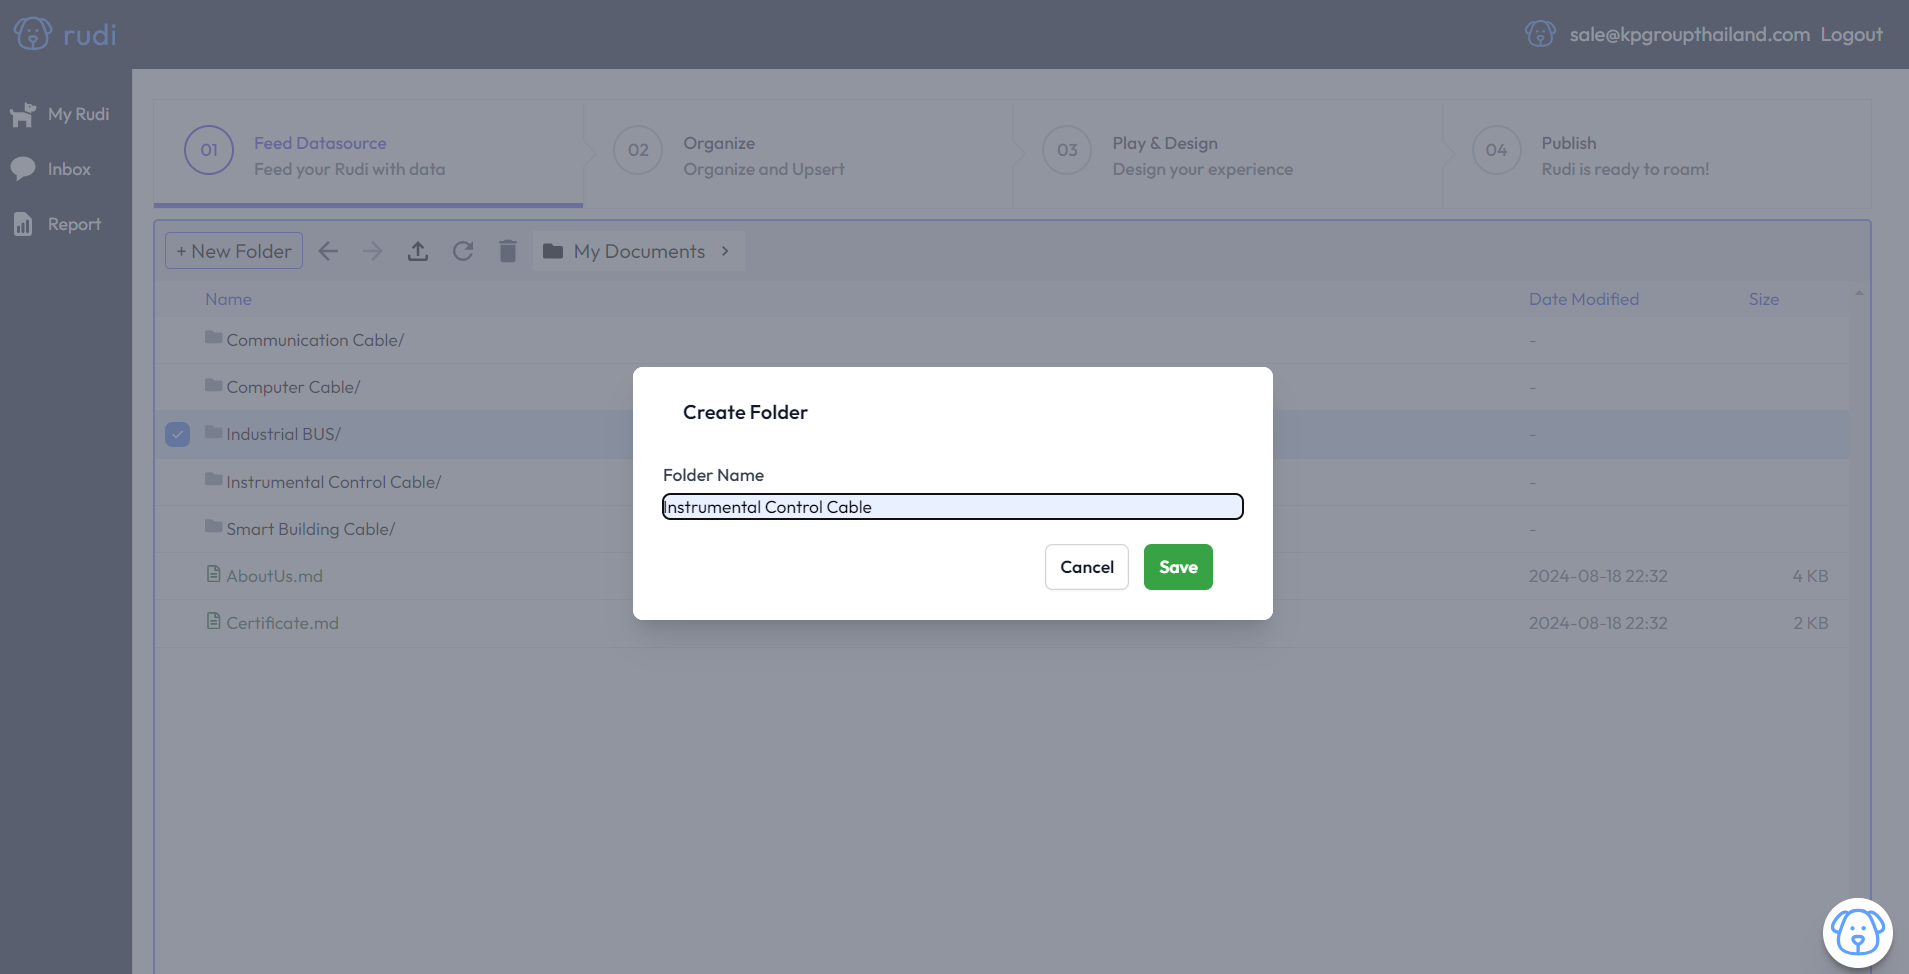 rudi
sale@kpgroupthailand.com Logout
My Rudi
Inbox
Report
01 Feed Datasource
Feed your Rudi with data
02 Organize
Organize and Upsert
03 Play & Design
Design your experience
04 Publish
Rudi is ready to roam!
+ New Folder My Documents >
Name Date Modified Size
Communication Cable/ -
Computer Cable/ -
Industrial BUS/ -
Instrumental Control Cable/ -
Smart Building Cable/ -
AboutUs.md 2024-08-18 22:32 4 KB
Certificate.md 2024-08-18 22:32 2 KB
Create Folder
Folder Name
Instrumental Control Cable
Cancel Save